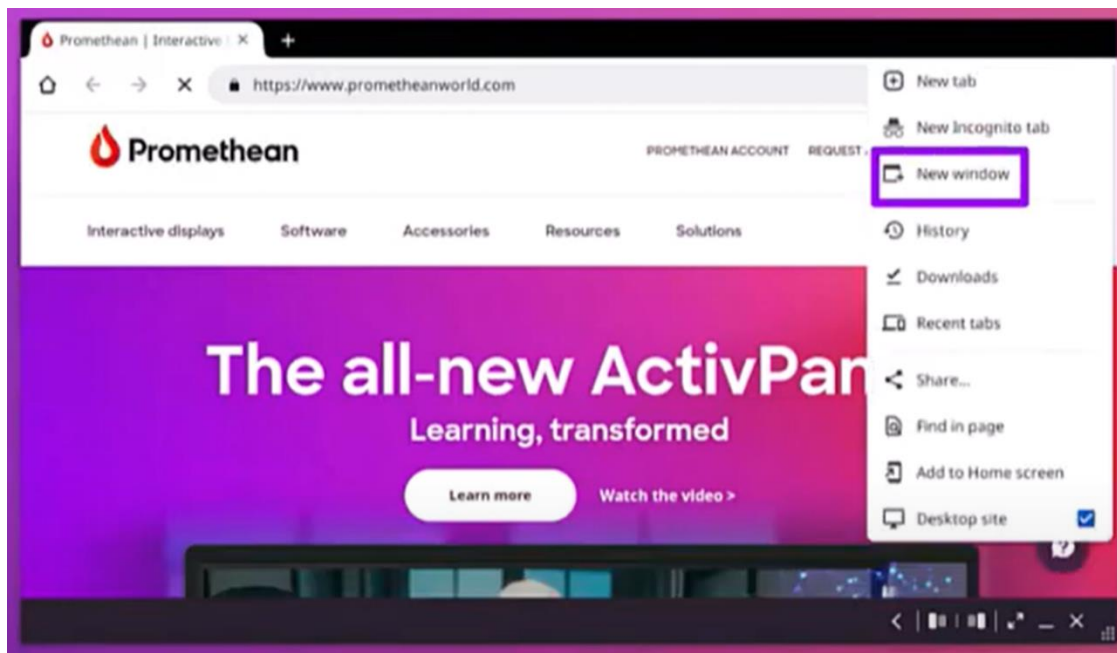 Promethean | Interactive
https://www.prometheanworld.com
Promethean
PROMETHEAN ACCOUNT REQUEST
Interactive displays Software Accessories Resources Solutions
The all-new ActivPan
Learning, transformed
Learn more Watch the video >
New tab
New Incognito tab
New window
History
Downloads
Recent tabs
Share...
Find in page
Add to Home screen
Desktop site